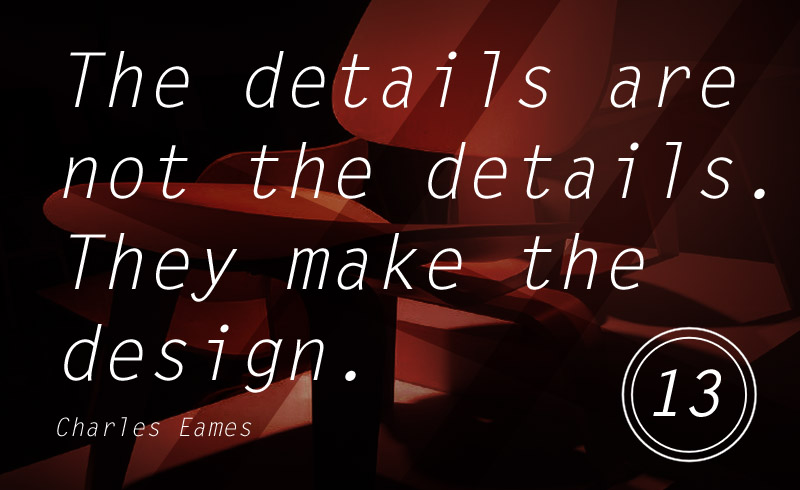 The details are
not the details.
They make the
design.
Charles Eames
13